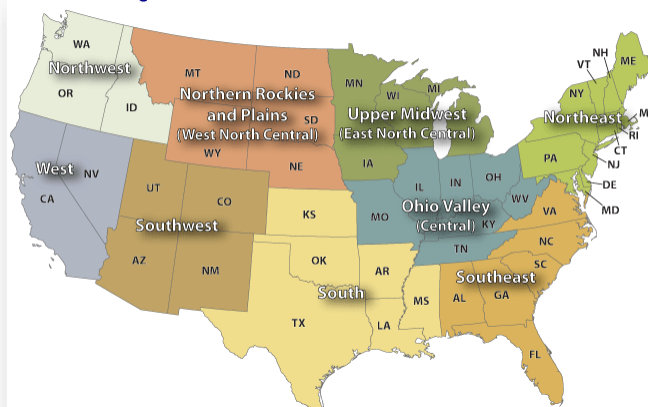 WA
Northwest
OR
ID
MT
ND
Northern Rockies
and Plains
(West North Central)
SD
WY
NE
MN
WI
MI
Upper Midwest
(East North Central)
IA
NH
VT
ME
NY
Northeast
M
RI
CT
NJ
PA
DE
MD
West
NV
CA
UT
CO
Southwest
AZ
NM
KS
OK
AR
South
TX
LA
MS
IL
IN
OH
WV
MO
Ohio Valley
(Central)
KY
TN
VA
NC
SC
Southeast
AL
GA
FL